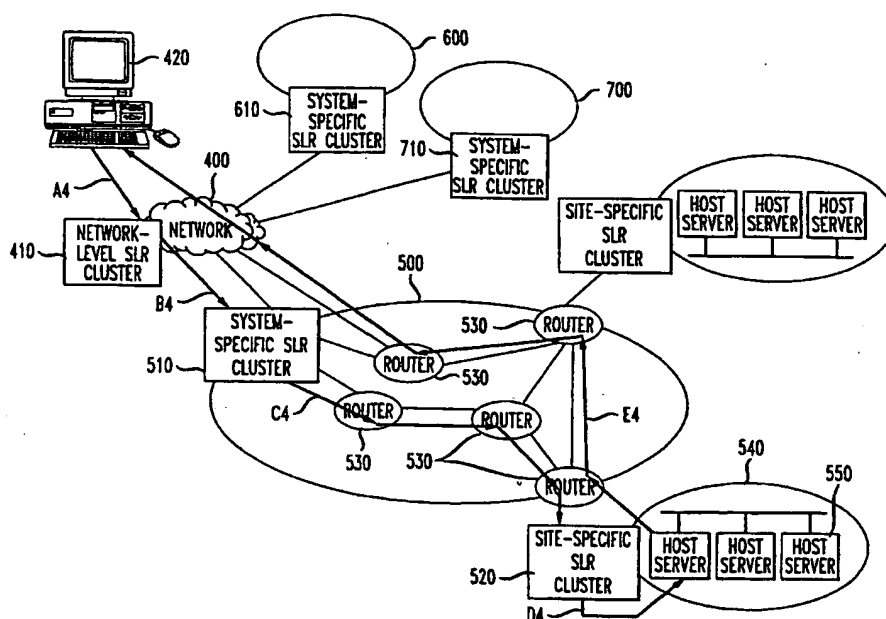 420
600
SYSTEM-
SPECIFIC
SLR CLUSTER
610
700
SYSTEM-
SPECIFIC
SLR CLUSTER
710
A4
400
NETWORK
NETWORK-
LEVEL SLR
CLUSTER
410
B4
SITE-SPECIFIC
SLR
CLUSTER
HOST
SERVER
HOST
SERVER
HOST
SERVER
500
SYSTEM-
SPECIFIC SLR
CLUSTER
510
530
ROUTER
ROUTER
530
C4
ROUTER
530
ROUTER
530
E4
ROUTER
540
550
SITE-SPECIFIC
SLR
CLUSTER
520
HOST
SERVER
HOST
SERVER
HOST
SERVER
D4